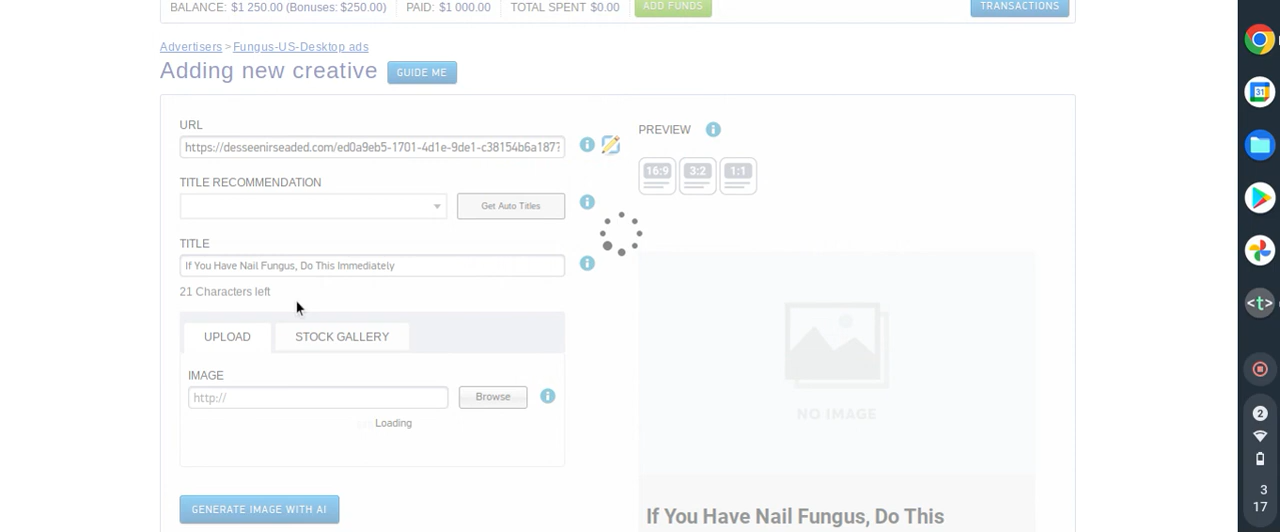 BALANCE: $1 250.00 (Bonuses: $250.00) PAID: $1 000.00 TOTAL SPENT $0.00 ADD FUNDS TRANSACTIONS
Advertisers > Fungus-US-Desktop ads
Adding new creative GUIDE ME
URL
https://desseenirseaded.com/ed0a9eb5-1701-4d1e-9de1-c38154b6a187?
TITLE RECOMMENDATION
Get Auto Titles
TITLE
If You Have Nail Fungus, Do This Immediately
21 Characters left
UPLOAD STOCK GALLERY
IMAGE
http:// Browse
Loading
GENERATE IMAGE WITH AI
PREVIEW
16:9 3:2 1:1
NO IMAGE
If You Have Nail Fungus, Do This
31
<t>
2
3
17